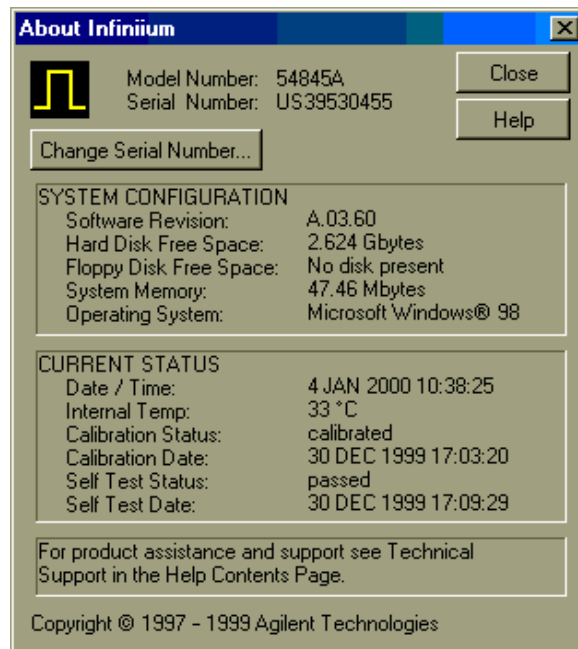 About Infiniium
Model Number: 54845A
Close
Serial Number: US39530455
Help
Change Serial Number...
SYSTEM CONFIGURATION
Software Revision: A.03.60
Hard Disk Free Space: 2.624 Gbytes
Floppy Disk Free Space: No disk present
System Memory: 47.46 Mbytes
Operating System: Microsoft Windows® 98
CURRENT STATUS
Date / Time: 4 JAN 2000 10:38:25
Internal Temp: 33 °C
Calibration Status: calibrated
Calibration Date: 30 DEC 1999 17:03:20
Self Test Status: passed
Self Test Date: 30 DEC 1999 17:09:29
For product assistance and support see Technical
Support in the Help Contents Page.
Copyright © 1997 - 1999 Agilent Technologies